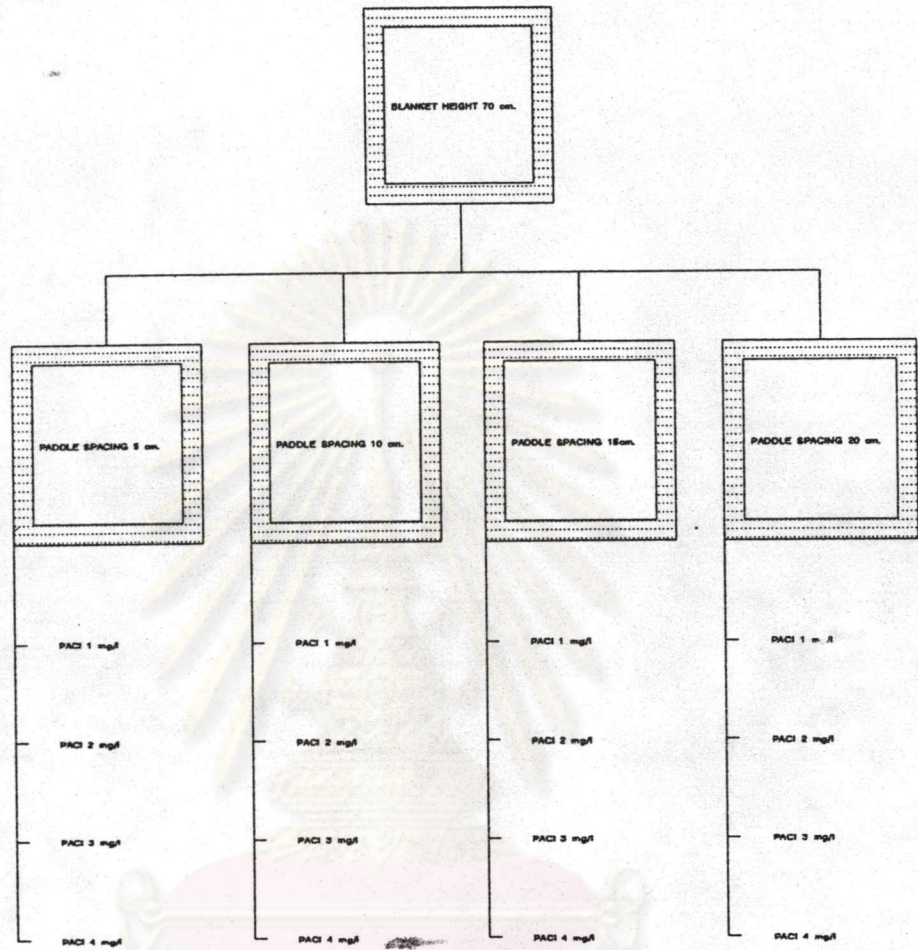 BLANKET HEIGHT 70 cm.
PADDLE SPACING 5 cm.
PADDLE SPACING 10 cm.
PADDLE SPACING 15cm.
PADDLE SPACING 20 cm.
PACl 1 mg/l
PACl 1 mg/l
PACl 1 mg/l
PACl 1
PACl 2 mg/l
PACl 2 mg/l
PACl 2 mg/l
PACl 2 mg/l
PACl 3 mg/l
PACl 3 mg/l
PACl 3 mg/l
PACl 3 mg/l
PACl 4 mg/l
PACl 4 mg/l
PACl 4 mg/l
PACl 4 mg/l